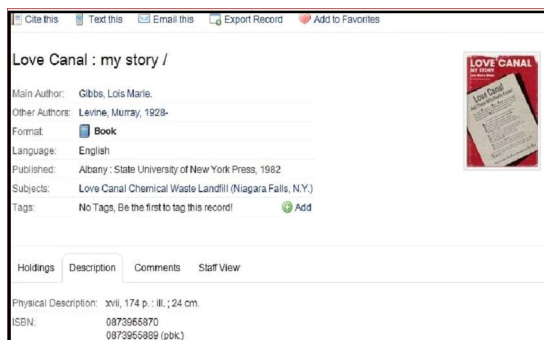 Cite this Text this Email this Export Record Add to Favorites
Love Canal : my story /
LOVE CANAL
MY STORY
Love Canal
Main Author: Gibbs, Lois Marie.
Other Authors: Levine, Murray, 1928-
Format: Book
Language: English
Published: Albany : State University of New York Press, 1982
Subjects: Love Canal Chemical Waste Landfill (Niagara Falls, N.Y.)
Tags: No Tags, Be the first to tag this record! Add
Holdings Description Comments Staff View
Physical Description: xvii, 174 p. : ill. ; 24 cm.
ISBN: 0873955870
0873955889 (pbk.)